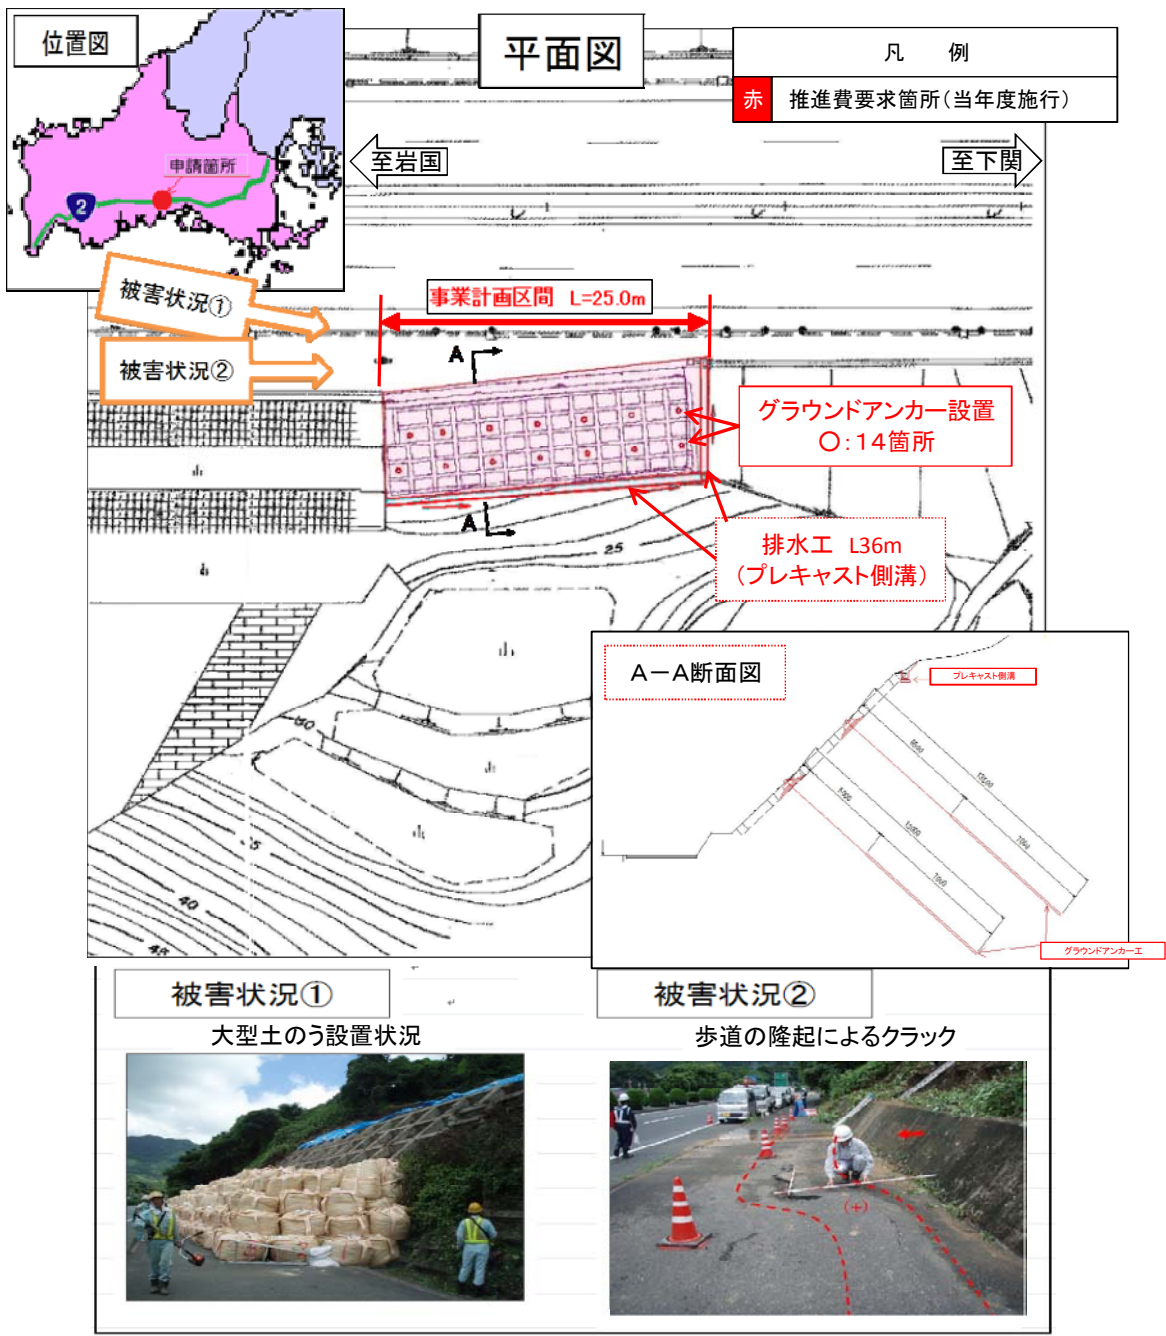 位置図
申請箇所
2
平面図
凡　例
赤 推進費要求箇所(当年度施行)
至岩国
至下関
被害状況①
被害状況②
事業計画区間 L=25.0m
A
A
グラウンドアンカー設置
〇:14箇所
排水工 L36m
(プレキャスト側溝)
25
30
35
40
45
A－A断面図
プレキャスト側溝
7000
グラウンドアンカー工
被害状況①
大型土のう設置状況
被害状況②
歩道の隆起によるクラック
(+)